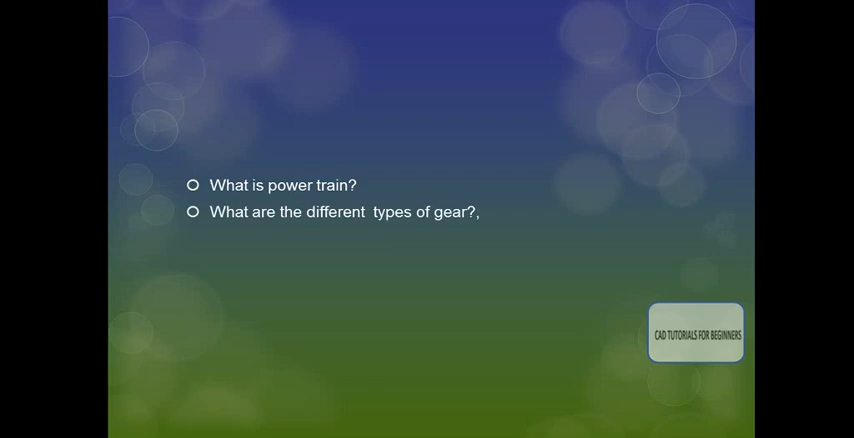 What is power train?
What are the different  types of gear?,
CAD TUTORIALS FOR BEGINNERS